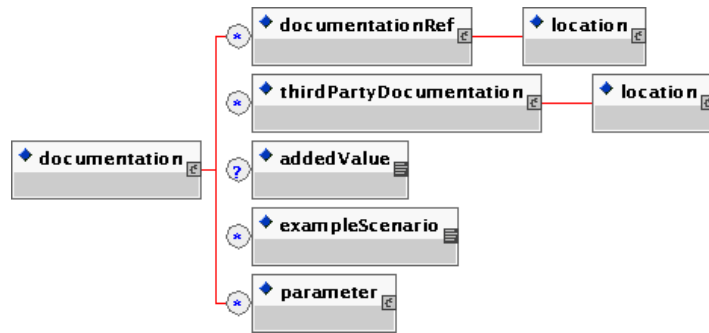 * documentationRef location
* thirdPartyDocumentation location
documentation
? addedValue
* exampleScenario
* parameter